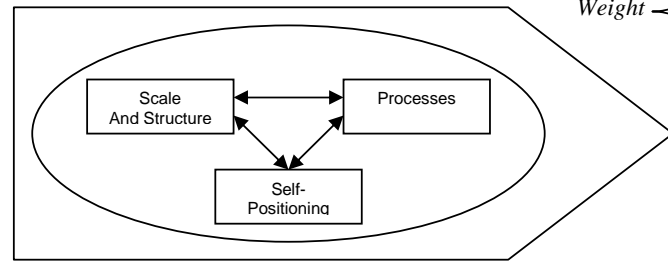 Weight
Scale
And Structure
Processes
Self-
Positioning